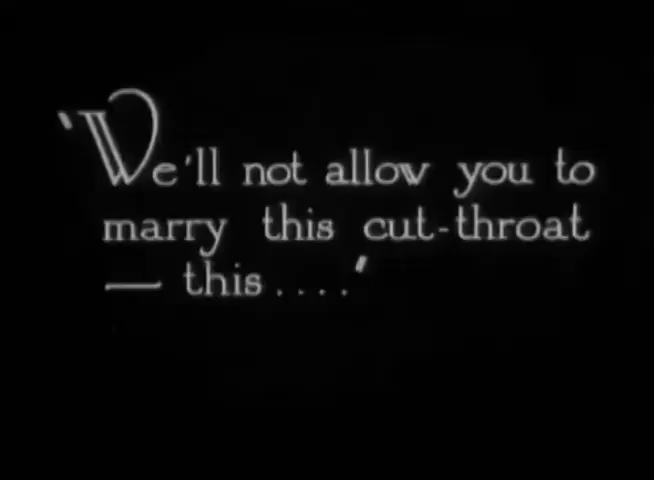 'We'll not allow you to
marry this cut-throat
— this....'